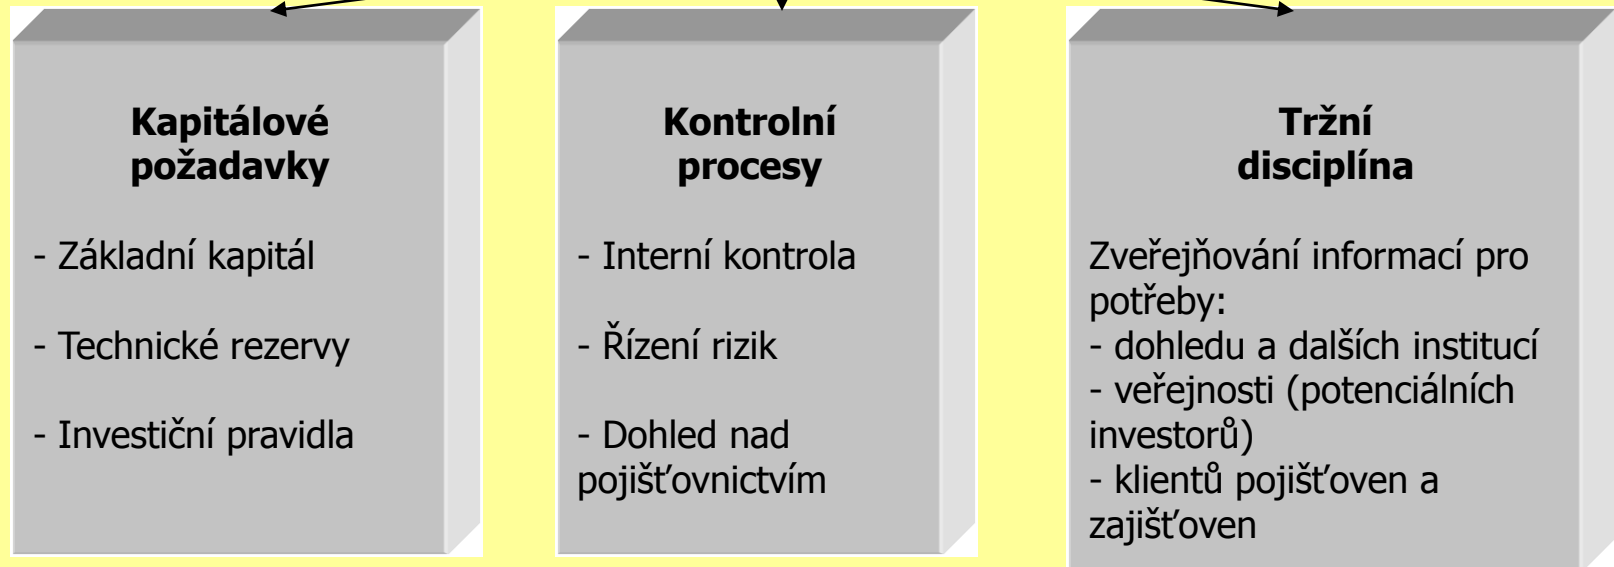 Kapitálové
požadavky
- Základní kapitál
- Technické rezervy
- Investiční pravidla
Kontrolní
procesy
- Interní kontrola
- Řízení rizik
- Dohled nad
pojišťovnictvím
Tržní
disciplína
Zveřejňování informací pro
potřeby:
- dohledu a dalších institucí
- veřejnosti (potenciálních
investorů)
- klientů pojišťoven a
zajišťoven